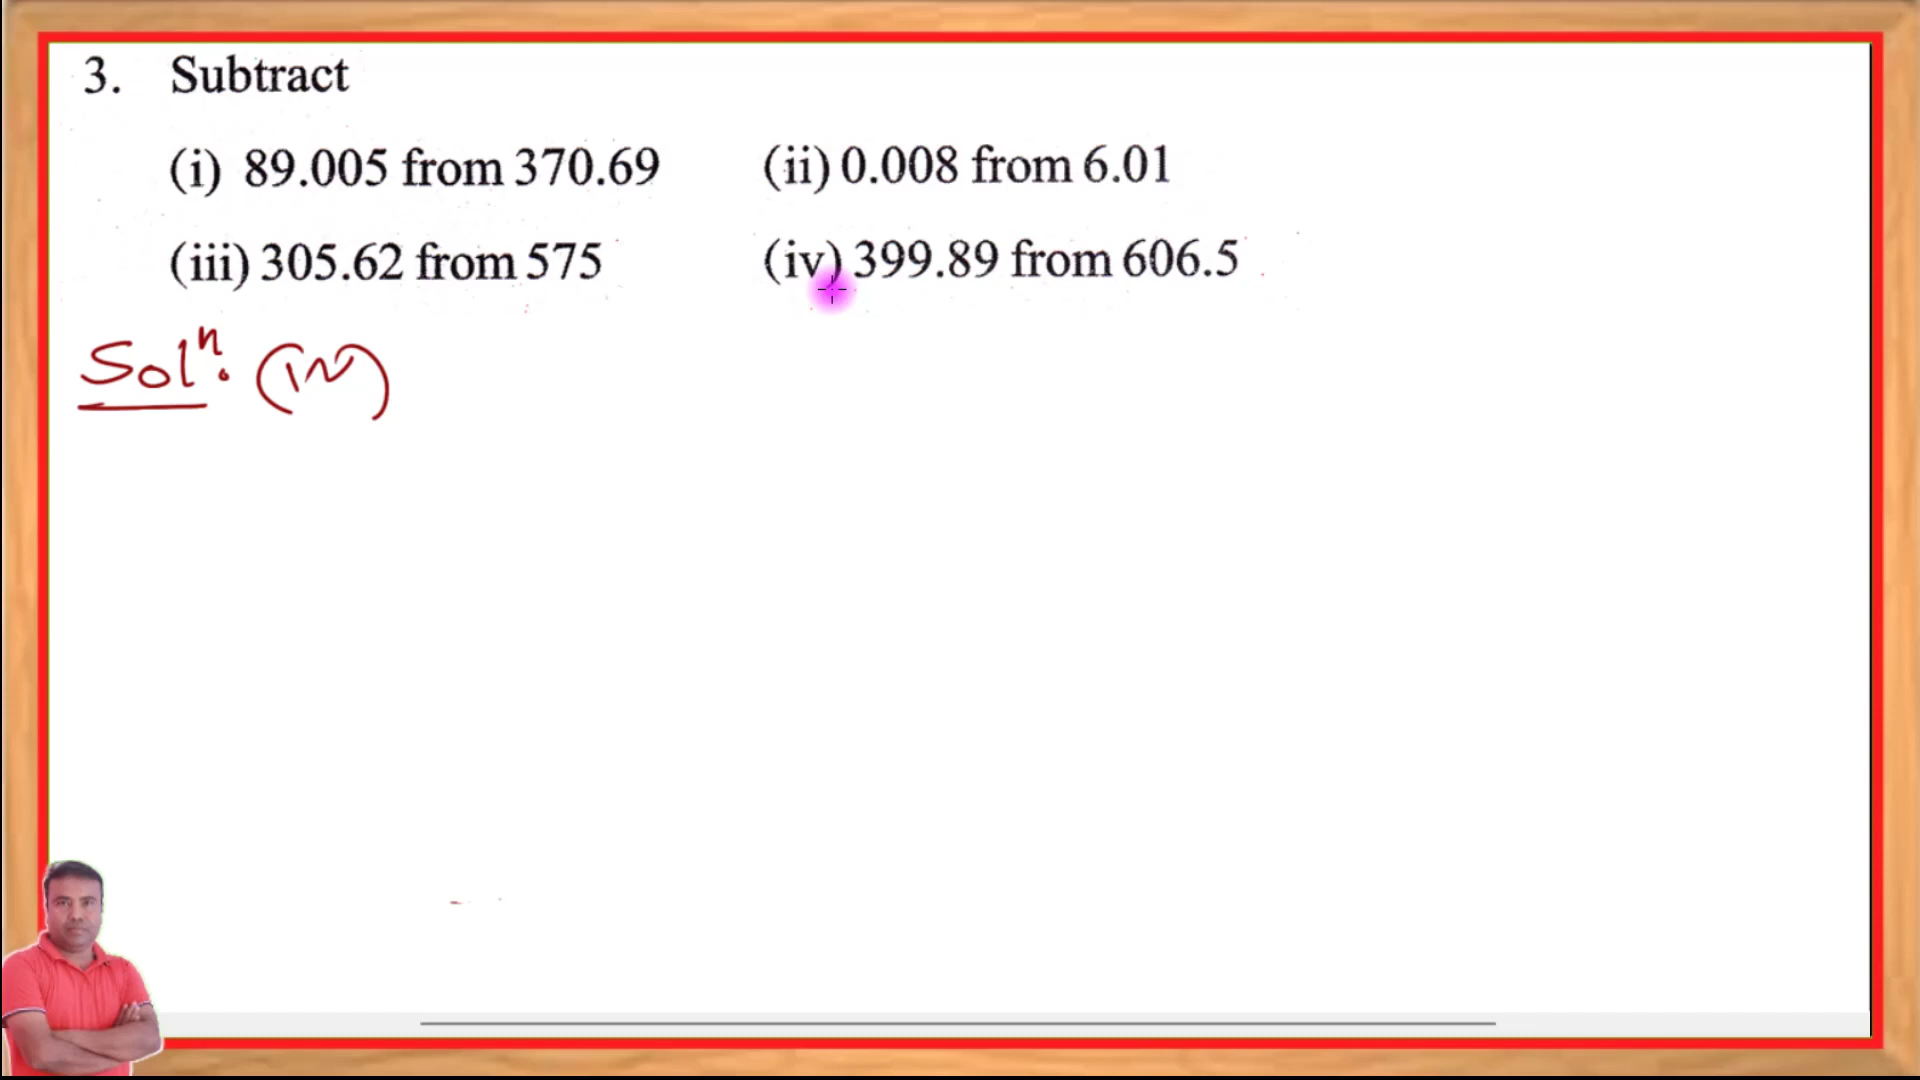 3. Subtract
(i) 89.005 from 370.69 (ii) 0.008 from 6.01
(iii) 305.62 from 575 (iv) 399.89 from 606.5
Solⁿ. (iv)